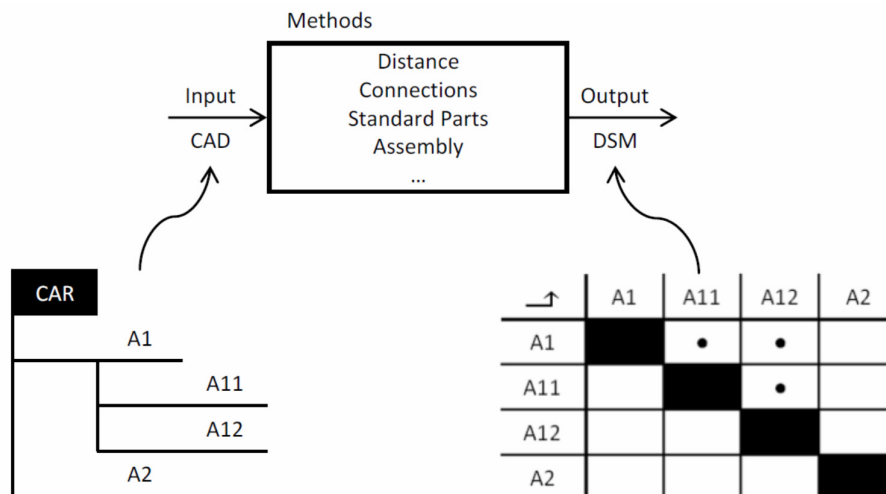 Methods
Distance
Connections
Standard Parts
Assembly
...
Input
CAD
Output
DSM
CAR
A1
A11
A12
A2
A1 A11 A12 A2
A1
A11
A12
A2